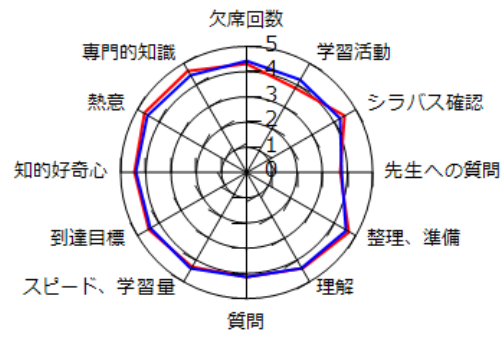 欠席回数
学習活動
シラバス確認
先生への質問
整理、準備
理解
質問
スピード、学習量
到達目標
知的好奇心
熱意
専門的知識
5
4
3
2
1
0